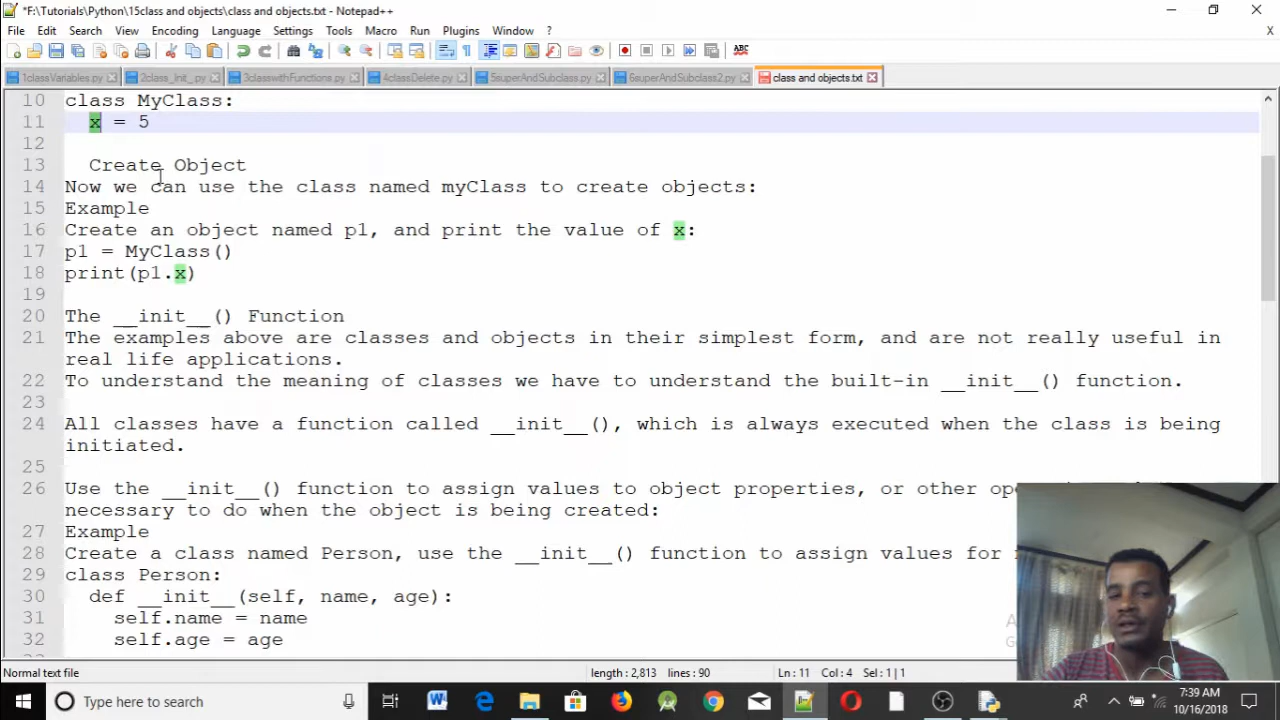 *F:\Tutorials\Python\15class and objects\class and objects.txt - Notepad++
File Edit Search View Encoding Language Settings Tools Macro Run Plugins Window ?
1classVariables.py 2class_Init_.py 3classwithFunctions.py 4classDelete.py 5superAndSubclass.py 6superAndSubclass2.py class and objects.txt
10 class MyClass:
11 x = 5
12
13 Create Object
14 Now we can use the class named myClass to create objects:
15 Example
16 Create an object named p1, and print the value of x:
17 p1 = MyClass()
18 print(p1.x)
19
20 The __init__() Function
21 The examples above are classes and objects in their simplest form, and are not really useful in
real life applications.
22 To understand the meaning of classes we have to understand the built-in __init__() function.
23
24 All classes have a function called __init__(), which is always executed when the class is being
initiated.
25
26 Use the __init__() function to assign values to object properties, or other
necessary to do when the object is being created:
27 Example
28 Create a class named Person, use the __init__() function to assign values for
29 class Person:
30 def __init__(self, name, age):
31 self.name = name
32 self.age = age
Normal text file length : 2,813 lines : 90 Ln : 11 Col : 4 Sel : 1 | 1
Type here to search
7:39 AM
10/16/2018